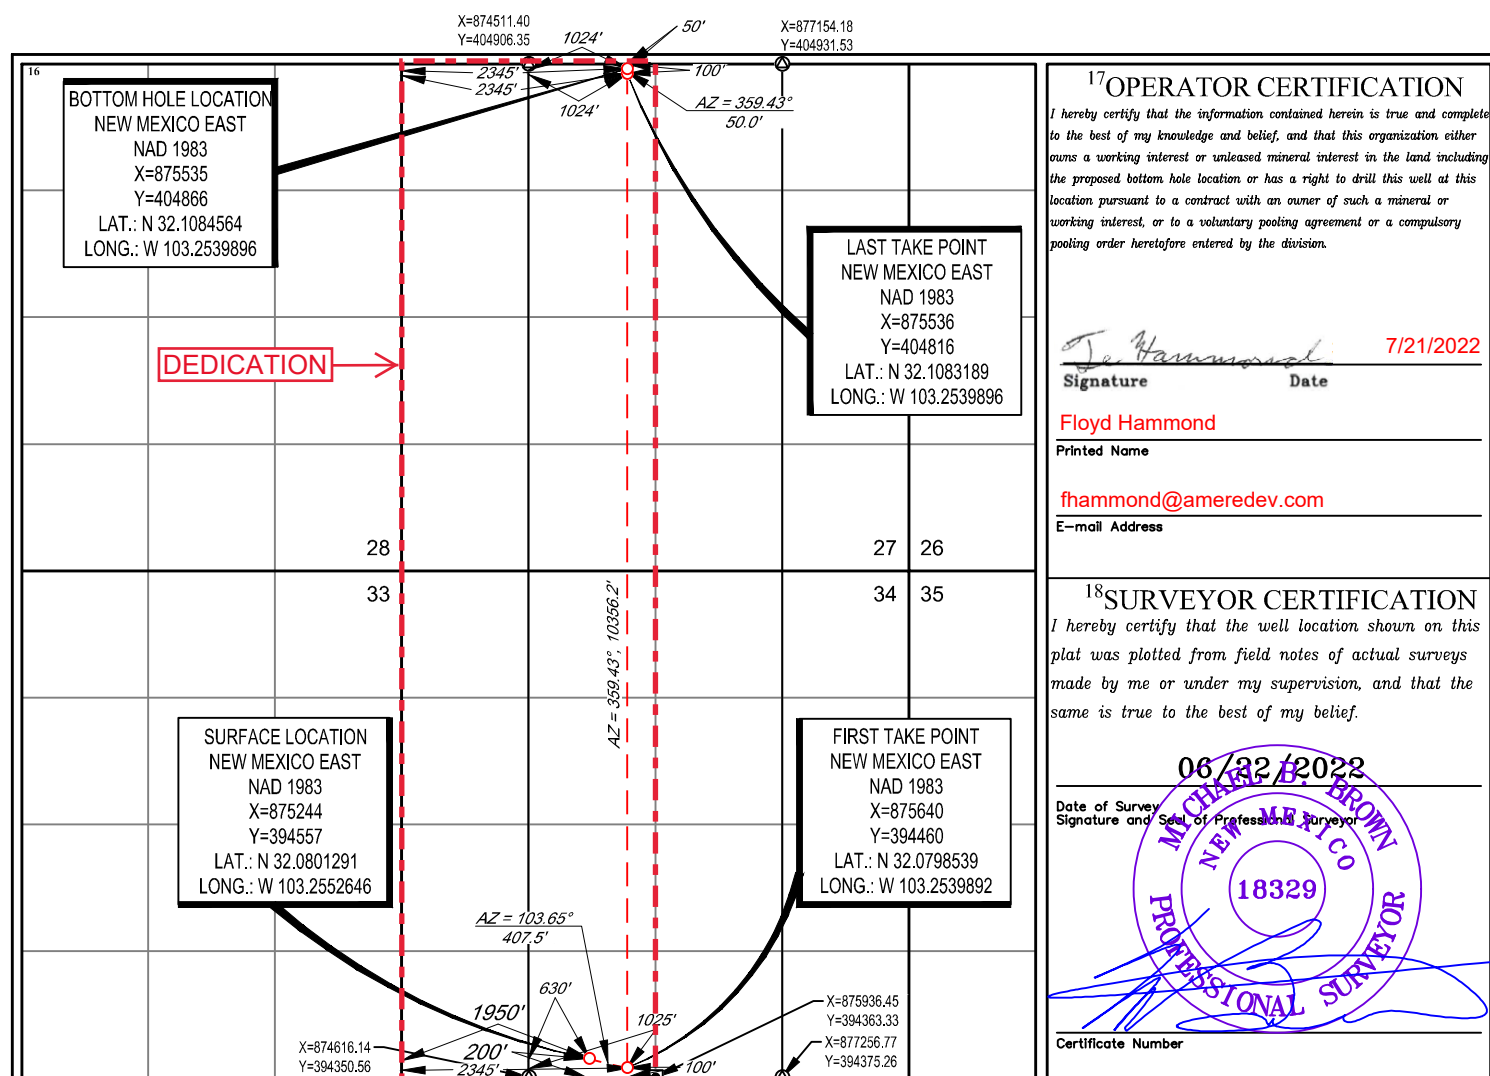 X=874511.40
Y=404906.35
1024'
50'
X=877154.18
Y=404931.53
16
2345'
2345'
1024'
100'
AZ = 359.43°
50.0'
BOTTOM HOLE LOCATION
NEW MEXICO EAST
NAD 1983
X=875535
Y=404866
LAT.: N 32.1084564
LONG.: W 103.2539896
LAST TAKE POINT
NEW MEXICO EAST
NAD 1983
X=875536
Y=404816
LAT.: N 32.1083189
LONG.: W 103.2539896
DEDICATION
28
27 26
33
34 35
AZ = 359.43°, 10356.2'
SURFACE LOCATION
NEW MEXICO EAST
NAD 1983
X=875244
Y=394557
LAT.: N 32.0801291
LONG.: W 103.2552646
FIRST TAKE POINT
NEW MEXICO EAST
NAD 1983
X=875640
Y=394460
LAT.: N 32.0798539
LONG.: W 103.2539892
AZ = 103.65°
407.5'
630'
1950'
1025'
200'
2345'
100'
X=874616.14
Y=394350.56
X=875936.45
Y=394363.33
X=877256.77
Y=394375.26
17 OPERATOR CERTIFICATION
I hereby certify that the information contained herein is true and complete
to the best of my knowledge and belief, and that this organization either
owns a working interest or unleased mineral interest in the land including
the proposed bottom hole location or has a right to drill this well at this
location pursuant to a contract with an owner of such a mineral or
working interest, or to a voluntary pooling agreement or a compulsory
pooling order heretofore entered by the division.
7/21/2022
Signature Date
Floyd Hammond
Printed Name
fhammond@ameredev.com
E-mail Address
18 SURVEYOR CERTIFICATION
I hereby certify that the well location shown on this
plat was plotted from field notes of actual surveys
made by me or under my supervision, and that the
same is true to the best of my belief.
06/22/2022
Date of Survey
Signature and Seal of Professional Surveyor
MICHAEL B. BROWN
NEW MEXICO
18329
PROFESSIONAL SURVEYOR
Certificate Number